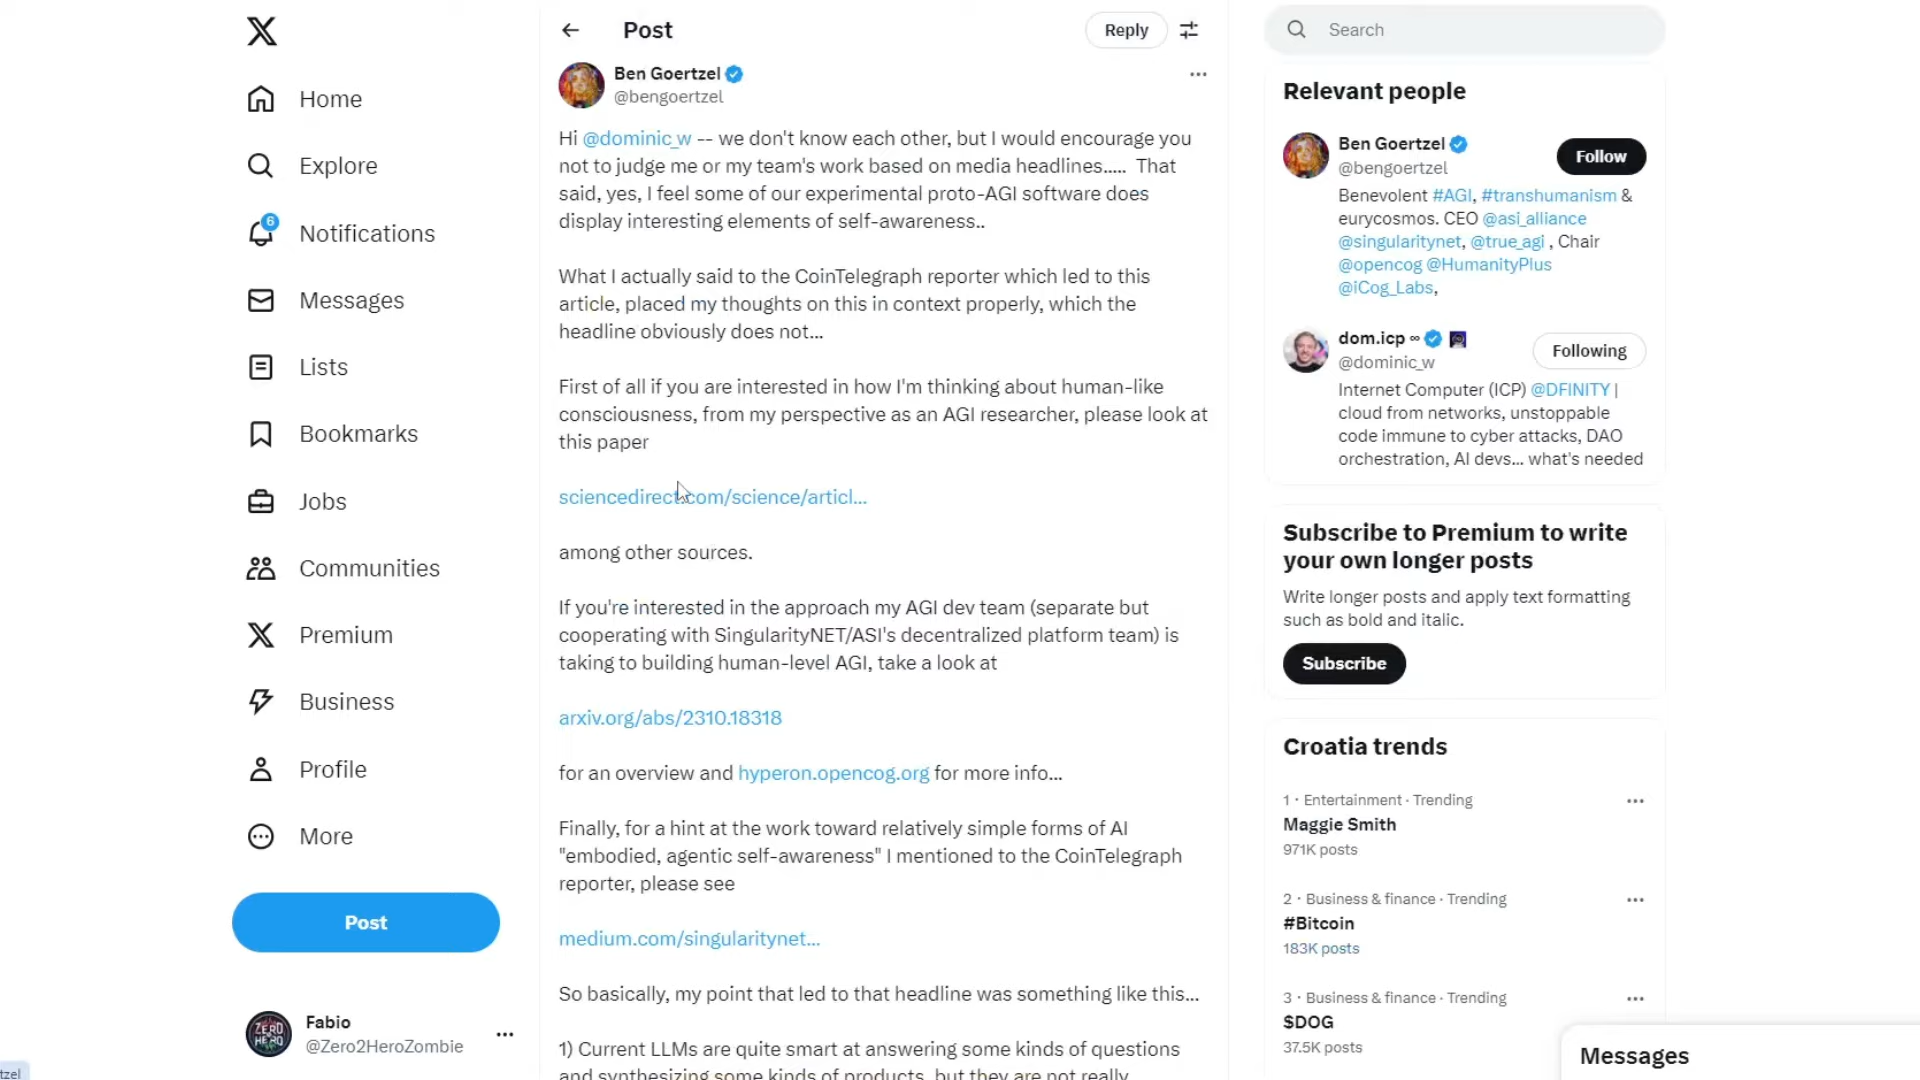 Home
Explore
6
Notifications
Messages
Lists
Bookmarks
Jobs
Communities
Premium
Business
Profile
More
Post
Fabio
@Zero2HeroZombie
tzel
Post
Reply
Ben Goertzel
@bengoertzel
Hi @dominic_w -- we don't know each other, but I would encourage you
not to judge me or my team's work based on media headlines..... That
said, yes, I feel some of our experimental proto-AGI software does
display interesting elements of self-awareness..
What I actually said to the CoinTelegraph reporter which led to this
article, placed my thoughts on this in context properly, which the
headline obviously does not...
First of all if you are interested in how I'm thinking about human-like
consciousness, from my perspective as an AGI researcher, please look at
this paper
sciencedirect.com/science/articl...
among other sources.
If you're interested in the approach my AGI dev team (separate but
cooperating with SingularityNET/ASI's decentralized platform team) is
taking to building human-level AGI, take a look at
arxiv.org/abs/2310.18318
for an overview and hyperon.opencog.org for more info...
Finally, for a hint at the work toward relatively simple forms of AI
"embodied, agentic self-awareness" I mentioned to the CoinTelegraph
reporter, please see
medium.com/singularitynet...
So basically, my point that led to that headline was something like this...
1) Current LLMs are quite smart at answering some kinds of questions
and synthesizing some kinds of products, but they are not really
Search
Relevant people
Ben Goertzel
@bengoertzel
Follow
Benevolent #AGI, #transhumanism &
eurycosmos. CEO @asi_alliance
@singularitynet, @true_agi , Chair
@opencog @HumanityPlus
@iCog_Labs,
dom.icp ∞
@dominic_w
Following
Internet Computer (ICP) @DFINITY |
cloud from networks, unstoppable
code immune to cyber attacks, DAO
orchestration, AI devs... what's needed
Subscribe to Premium to write
your own longer posts
Write longer posts and apply text formatting
such as bold and italic.
Subscribe
Croatia trends
1 · Entertainment · Trending
Maggie Smith
971K posts
2 · Business & finance · Trending
#Bitcoin
183K posts
3 · Business & finance · Trending
$DOG
37.5K posts
Messages